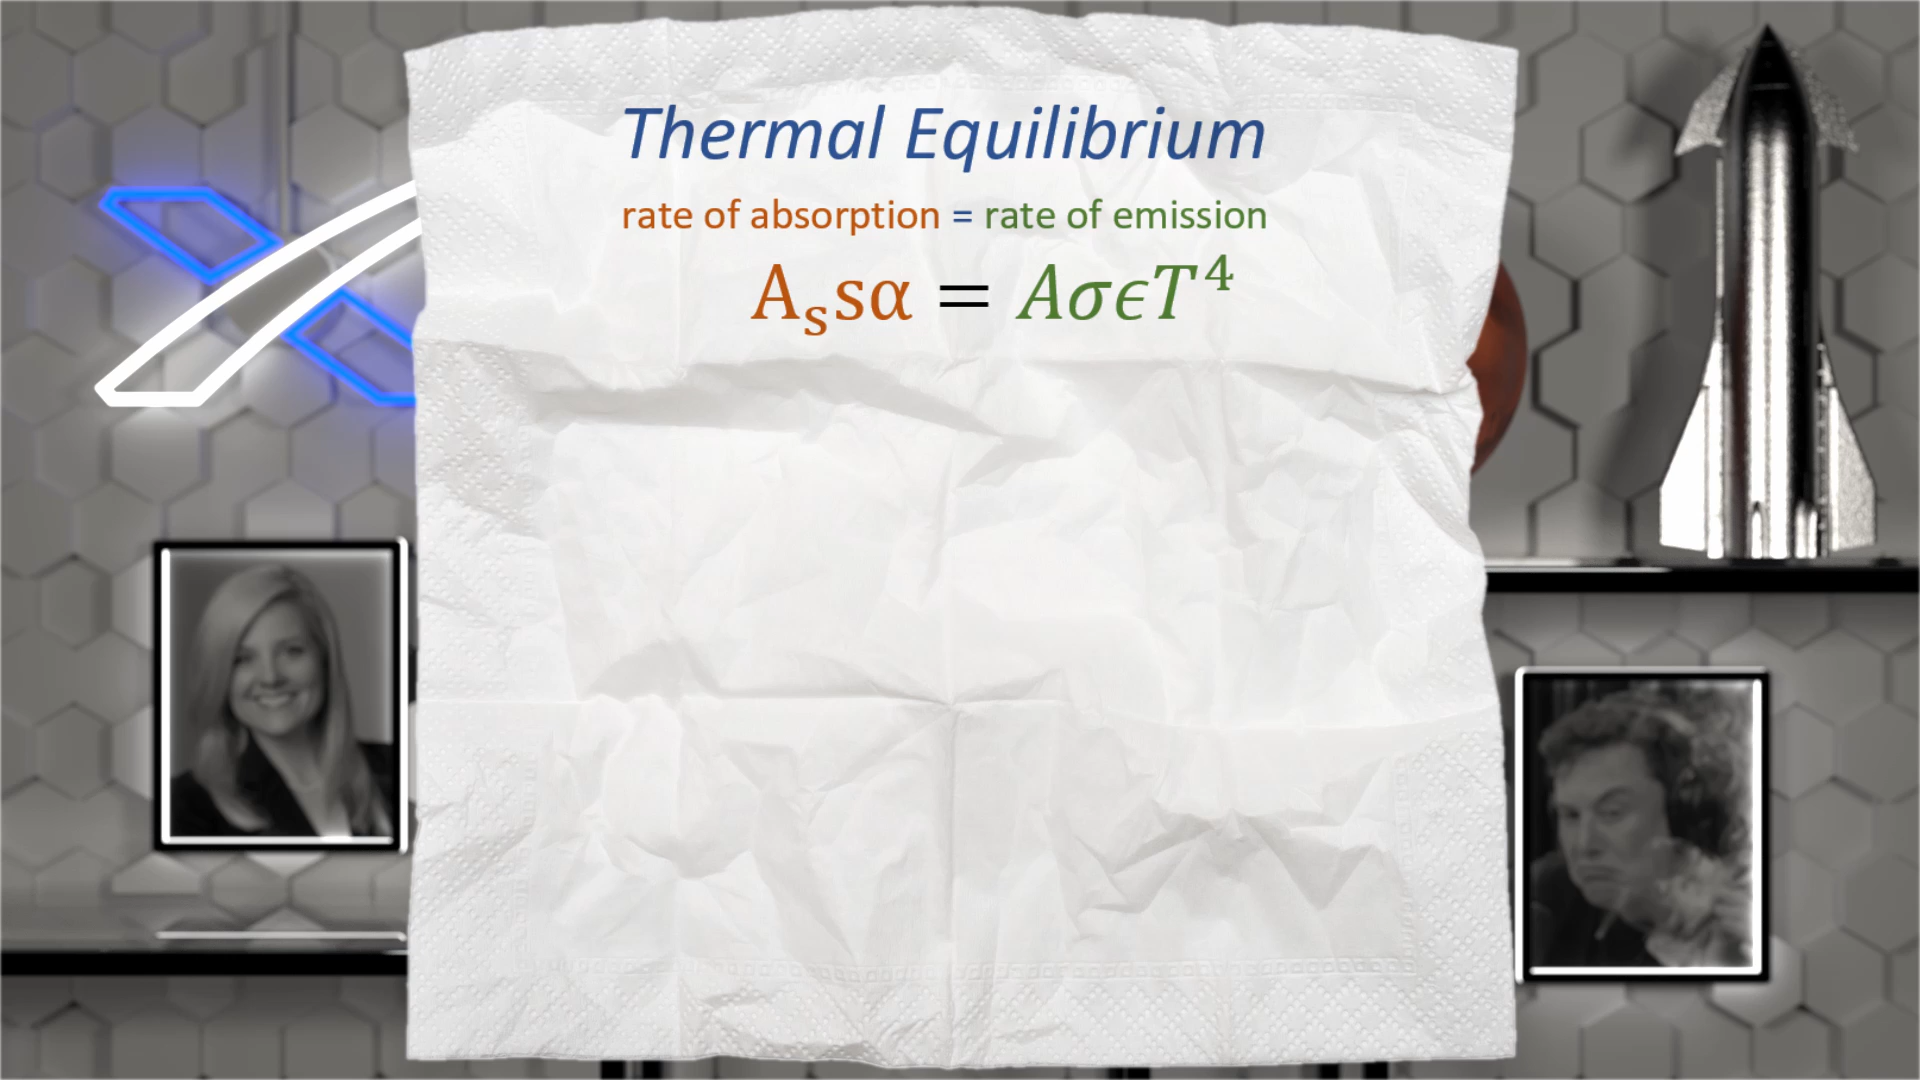 Thermal Equilibrium
rate of absorption = rate of emission
Aₛsα = AσϵT⁴